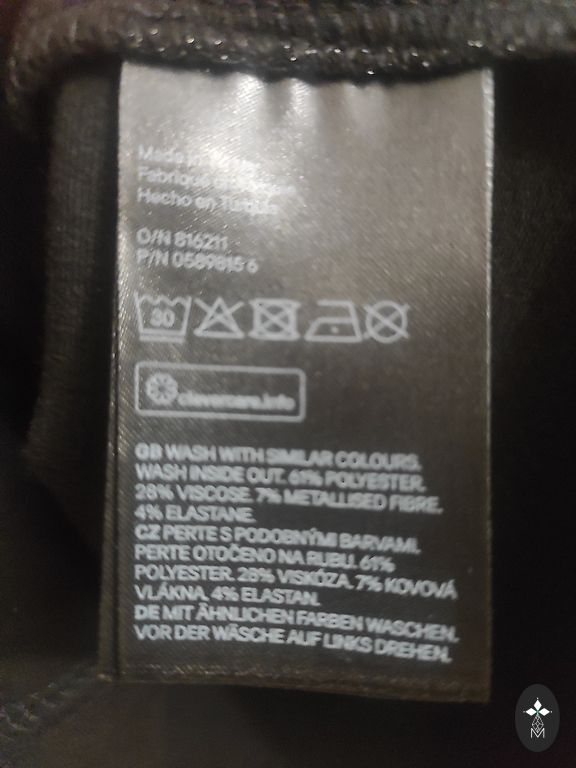 Made in
Fabriqué en
Hecho en Turquía
O/N 816211
P/N 0589815 6
30
clevercare.info
GB WASH WITH SIMILAR COLOURS.
WASH INSIDE OUT. 61% POLYESTER.
28% VISCOSE. 7% METALLISED FIBRE.
4% ELASTANE.
CZ PERTE S PODOBNÝMI BARVAMI.
PERTE OTOČENO NA RUBU. 61%
POLYESTER. 28% VISKÓZA. 7% KOVOVÁ
VLÁKNA. 4% ELASTAN.
DE MIT ÄHNLICHEN FARBEN WASCHEN.
VOR DER WÄSCHE AUF LINKS DREHEN.
M